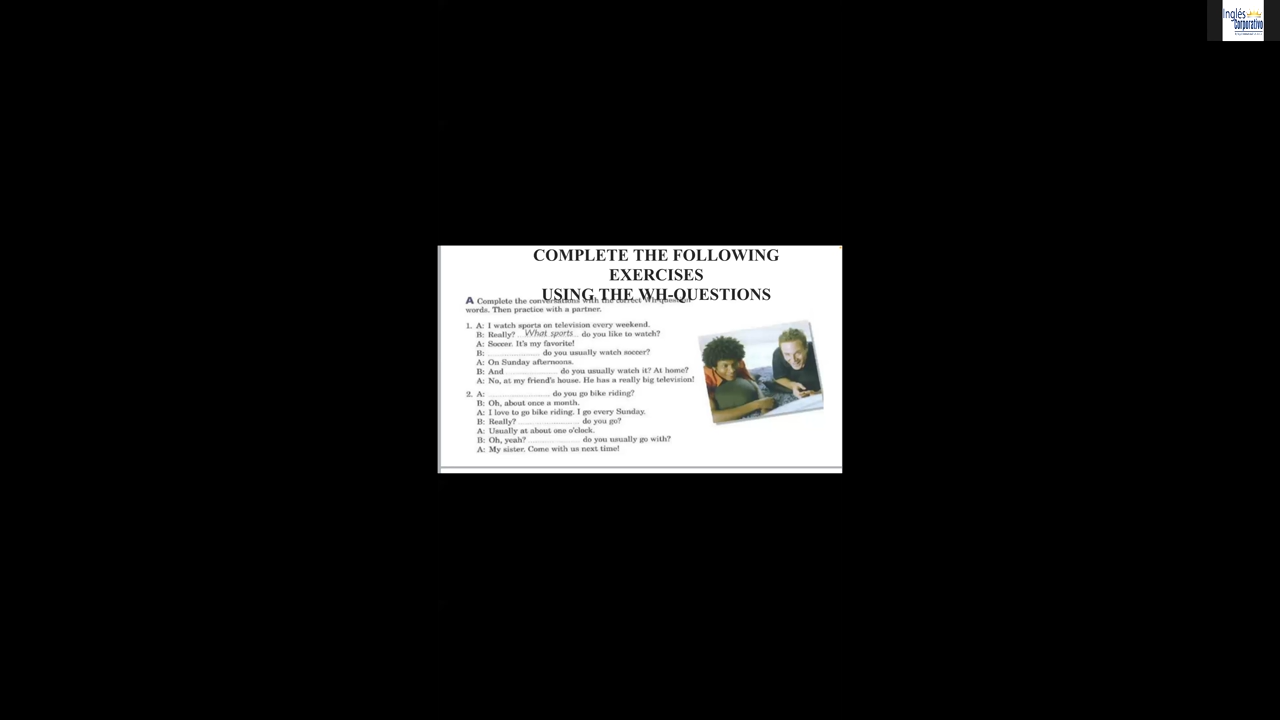 Inglés
Corporativo
COMPLETE THE FOLLOWING
EXERCISES
USING THE WH-QUESTIONS
A Complete the conversations with the correct Wh-question
words. Then practice with a partner.
1. A: I watch sports on television every weekend.
B: Really? What sports do you like to watch?
A: Soccer. It's my favorite!
B: ........ do you usually watch soccer?
A: On Sunday afternoons.
B: And ........ do you usually watch it? At home?
A: No, at my friend's house. He has a really big television!
2. A: ........ do you go bike riding?
B: Oh, about once a month.
A: I love to go bike riding. I go every Sunday.
B: Really? ........ do you go?
A: Usually at about one o'clock.
B: Oh, yeah? ........ do you usually go with?
A: My sister. Come with us next time!